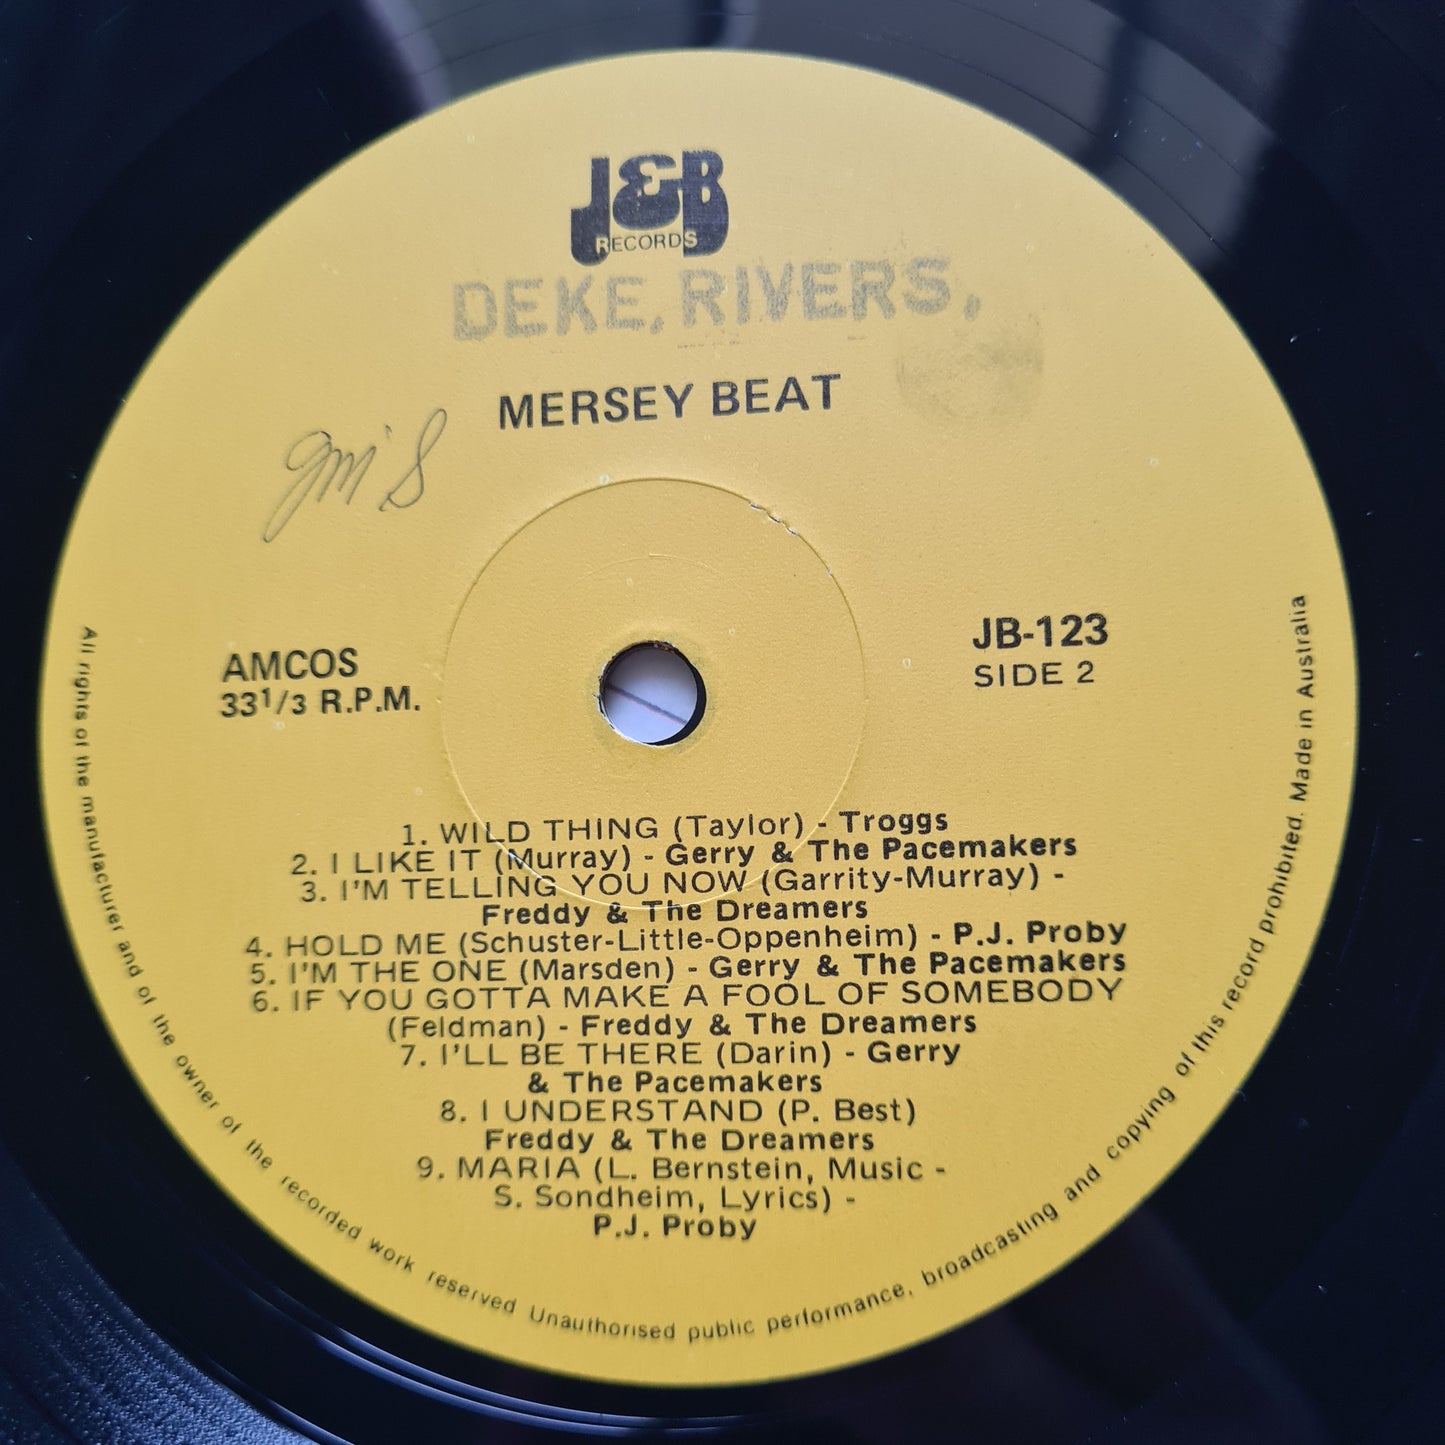 J&B
RECORDS
DEKE, RIVERS,
MERSEY BEAT
AMCOS
33 1/3 R.P.M.
JB-123
SIDE 2
1. WILD THING (Taylor) - Troggs
2. I LIKE IT (Murray) - Gerry & The Pacemakers
3. I'M TELLING YOU NOW (Garrity-Murray) -
Freddy & The Dreamers
4. HOLD ME (Schuster-Little-Oppenheim) - P.J. Proby
5. I'M THE ONE (Marsden) - Gerry & The Pacemakers
6. IF YOU GOTTA MAKE A FOOL OF SOMEBODY
(Feldman) - Freddy & The Dreamers
7. I'LL BE THERE (Darin) - Gerry
& The Pacemakers
8. I UNDERSTAND (P. Best)
Freddy & The Dreamers
9. MARIA (L. Bernstein, Music -
S. Sondheim, Lyrics) -
P.J. Proby
All rights of the manufacturer and of the owner of the recorded work reserved Unauthorised public performance, broadcasting and copying of this record prohibited. Made in Australia